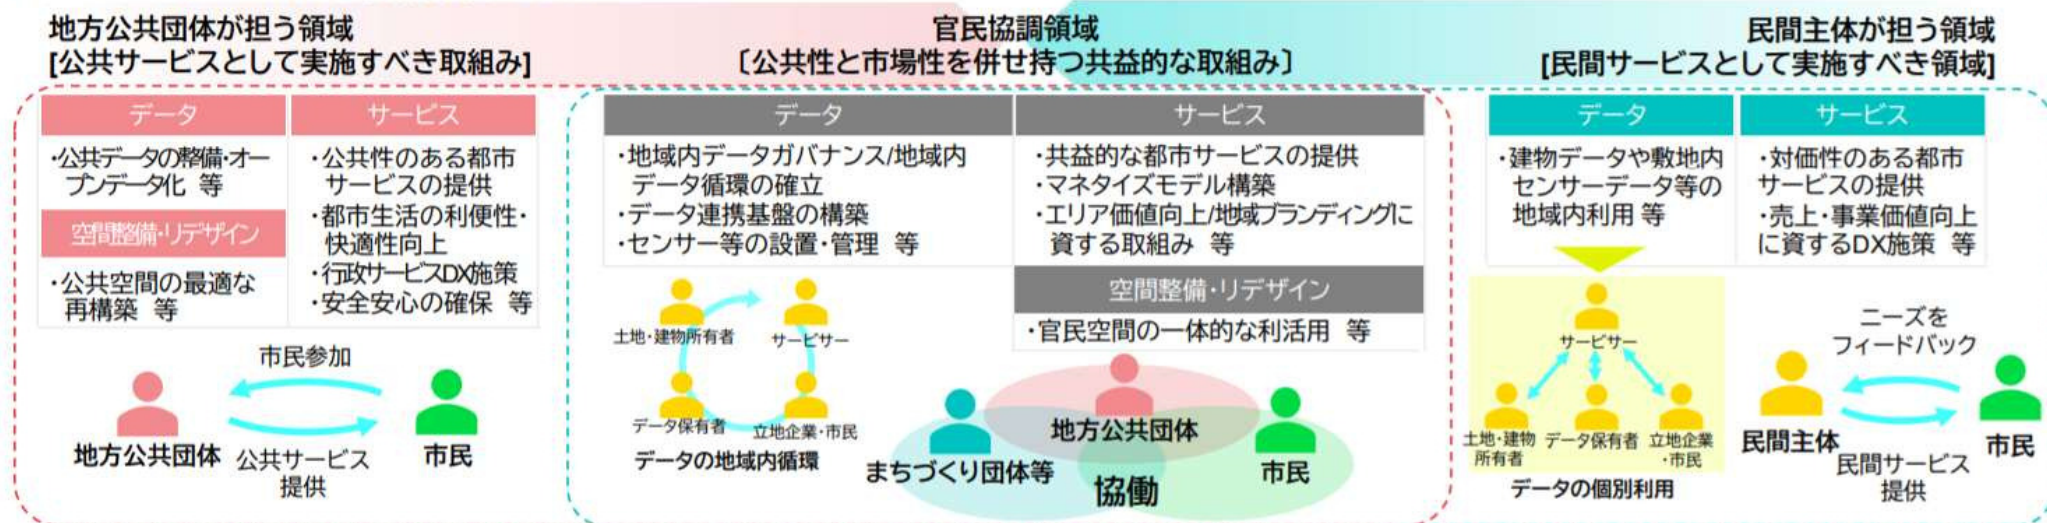 地方公共団体が担う領域
[公共サービスとして実施すべき取組み]
データ
・公共データの整備・オー
プンデータ化 等
空間整備・リデザイン
・公共空間の最適な
再構築 等
サービス
・公共性のある都市
サービスの提供
・都市生活の利便性・
快適性向上
・行政サービスDX施策
・安全安心の確保 等
市民参加
地方公共団体
公共サービス
提供
市民
官民協調領域
〔公共性と市場性を併せ持つ共益的な取組み〕
データ
・地域内データガバナンス/地域内
データ循環の確立
・データ連携基盤の構築
・センサー等の設置・管理 等
サービス
・共益的な都市サービスの提供
・マネタイズモデル構築
・エリア価値向上/地域ブランディングに
資する取組み 等
空間整備・リデザイン
・官民空間の一体的な利活用 等
土地・建物所有者
サービサー
データ保有者
立地企業・市民
データの地域内循環
地方公共団体
まちづくり団体等
市民
協働
民間主体が担う領域
[民間サービスとして実施すべき領域]
データ
・建物データや敷地内
センサーデータ等の
地域内利用 等
サービス
・対価性のある都市
サービスの提供
・売上・事業価値向上
に資するDX施策 等
サービサー
土地・建物
所有者
データ保有者
立地企業
・市民
データの個別利用
ニーズを
フィードバック
民間主体
民間サービス
提供
市民